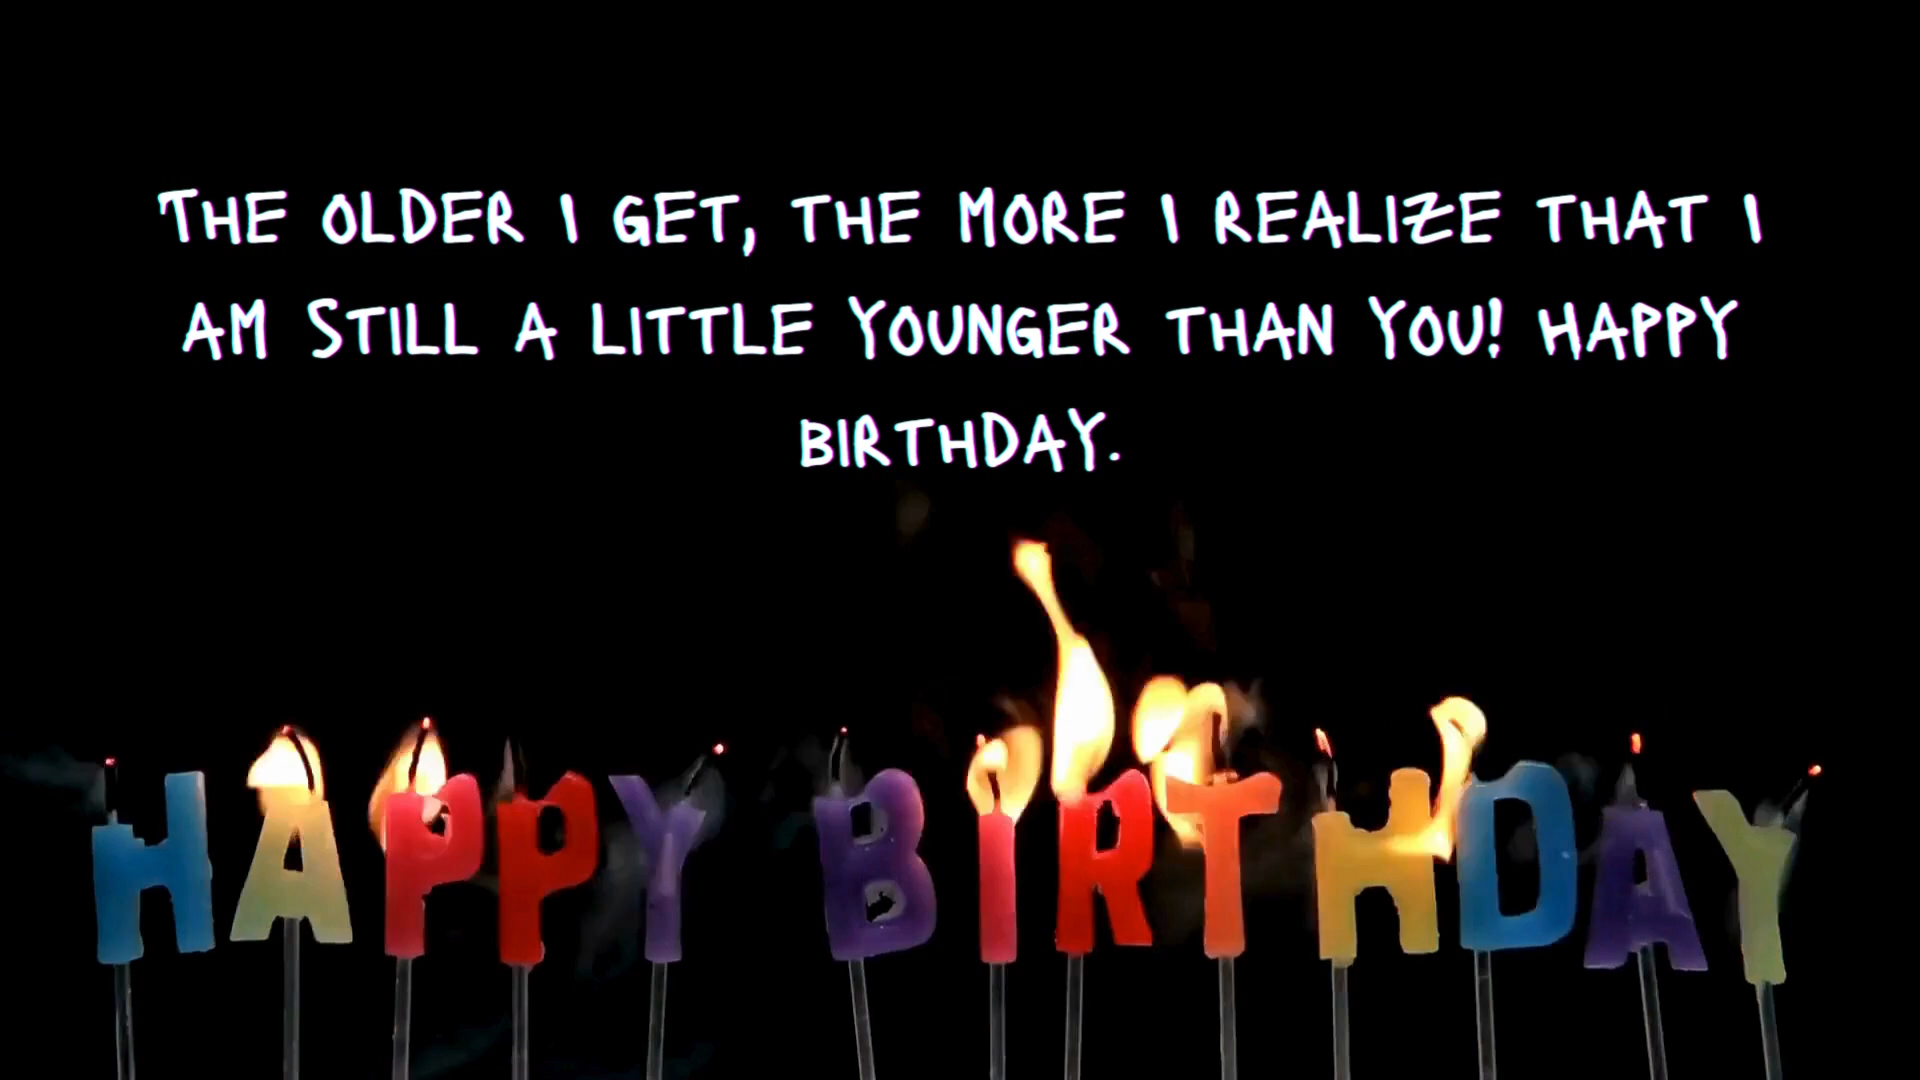 THE OLDER I GET, THE MORE I REALIZE THAT I
AM STILL A LITTLE YOUNGER THAN YOU! HAPPY
BIRTHDAY.
HAPPY BIRTHDAY